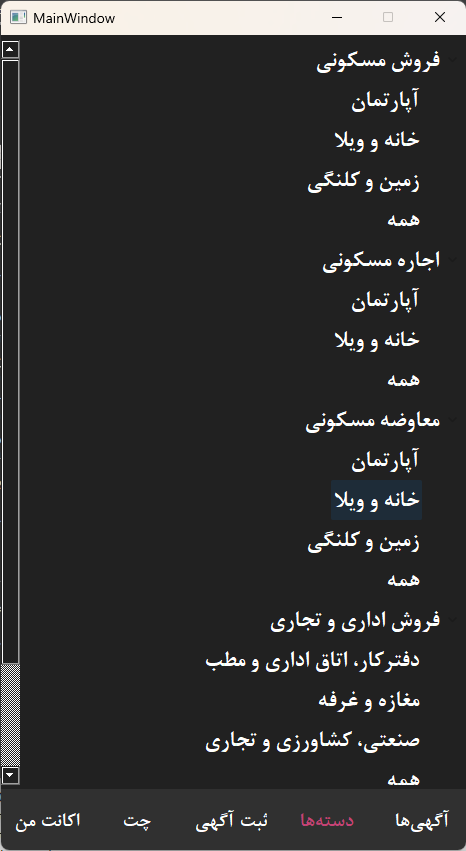 MainWindow
فروش مسکونی
آپارتمان
خانه و ویلا
زمین و کلنگی
همه
اجاره مسکونی
آپارتمان
خانه و ویلا
همه
معاوضه مسکونی
آپارتمان
خانه و ویلا
زمین و کلنگی
همه
فروش اداری و تجاری
دفترکار، اتاق اداری و مطب
مغازه و غرفه
صنعتی، کشاورزی و تجاری
همه
آگهی‌ها دسته‌ها ثبت آگهی چت اکانت من